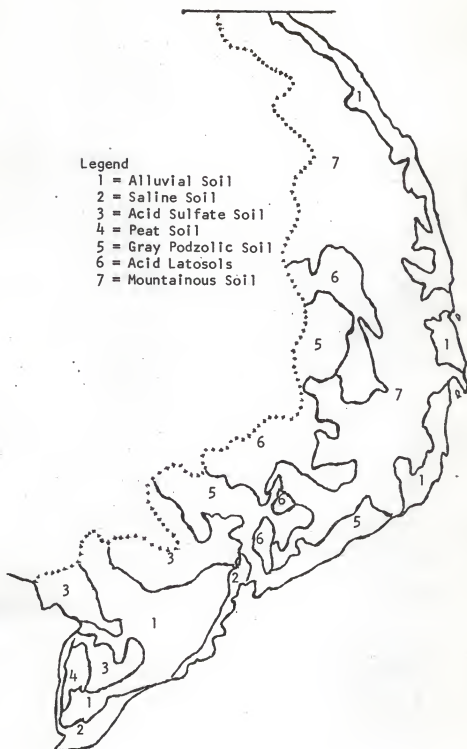 Legend
1 = Alluvial Soil
2 = Saline Soil
3 = Acid Sulfate Soil
4 = Peat Soil
5 = Gray Podzolic Soil
6 = Acid Latosols
7 = Mountainous Soil
1
7
6
5
1
7
6
5
6
1
5
6
3
2
3
1
3
4
1
2